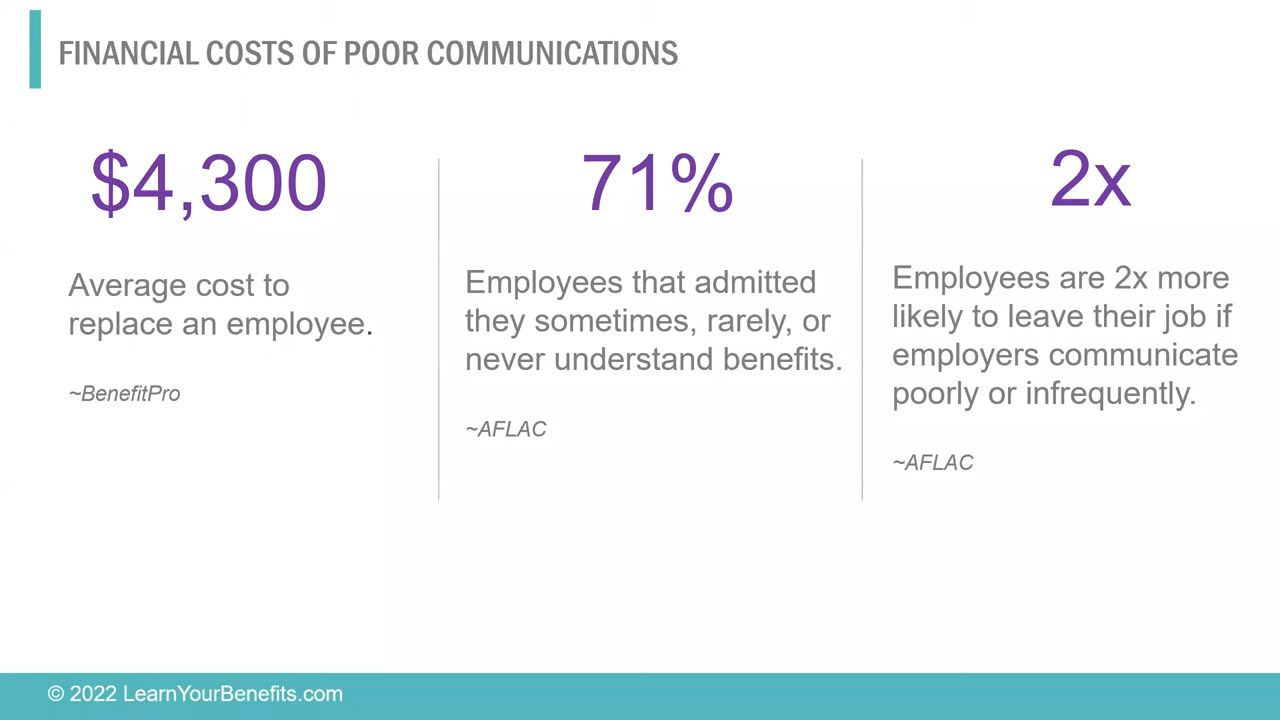 FINANCIAL COSTS OF POOR COMMUNICATIONS
$4,300
Average cost to
replace an employee.
~BenefitPro
71%
Employees that admitted
they sometimes, rarely, or
never understand benefits.
~AFLAC
2x
Employees are 2x more
likely to leave their job if
employers communicate
poorly or infrequently.
~AFLAC
© 2022 LearnYourBenefits.com